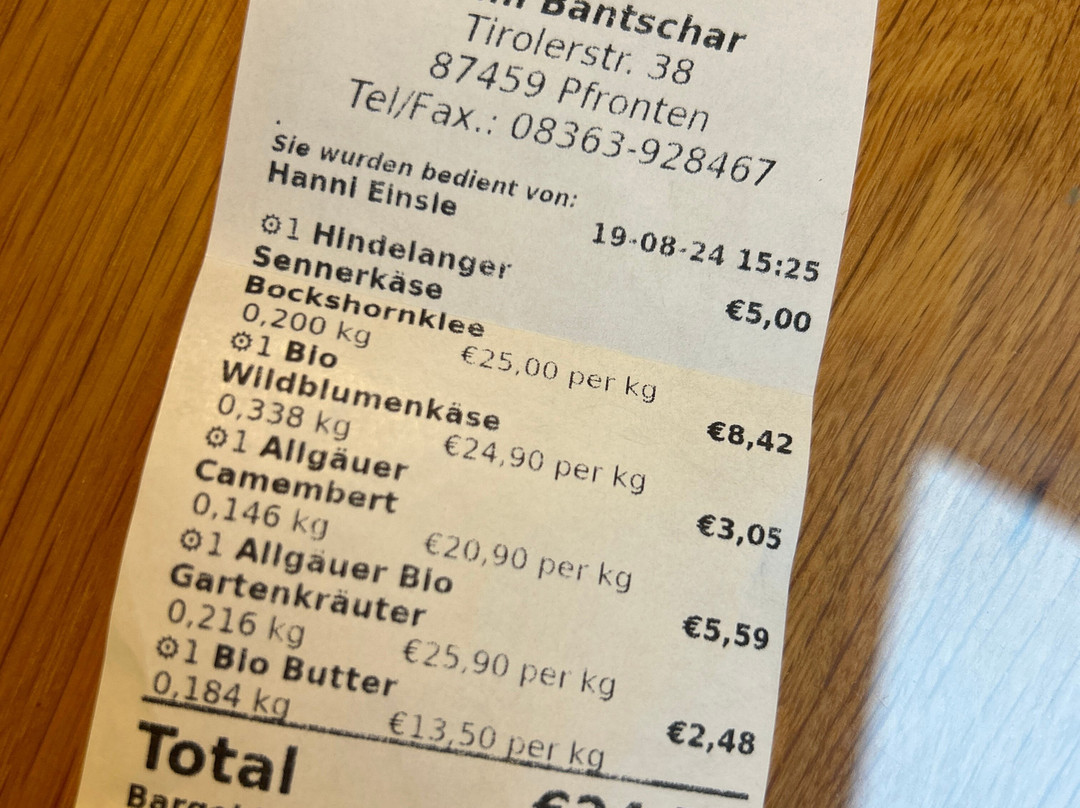 Bantschar
Tirolerstr. 38
87459 Pfronten
Tel/Fax.: 08363-928467
Sie wurden bedient von:
Hanni Einsle
19-08-24 15:25
1 Hindelanger
Sennerkäse
Bockshornklee
€5,00
0,200 kg €25,00 per kg
1 Bio
Wildblumenkäse
€8,42
0,338 kg €24,90 per kg
1 Allgäuer
Camembert
€3,05
0,146 kg €20,90 per kg
1 Allgäuer Bio
Gartenkräuter
€5,59
0,216 kg €25,90 per kg
1 Bio Butter
€2,48
0,184 kg €13,50 per kg
Total